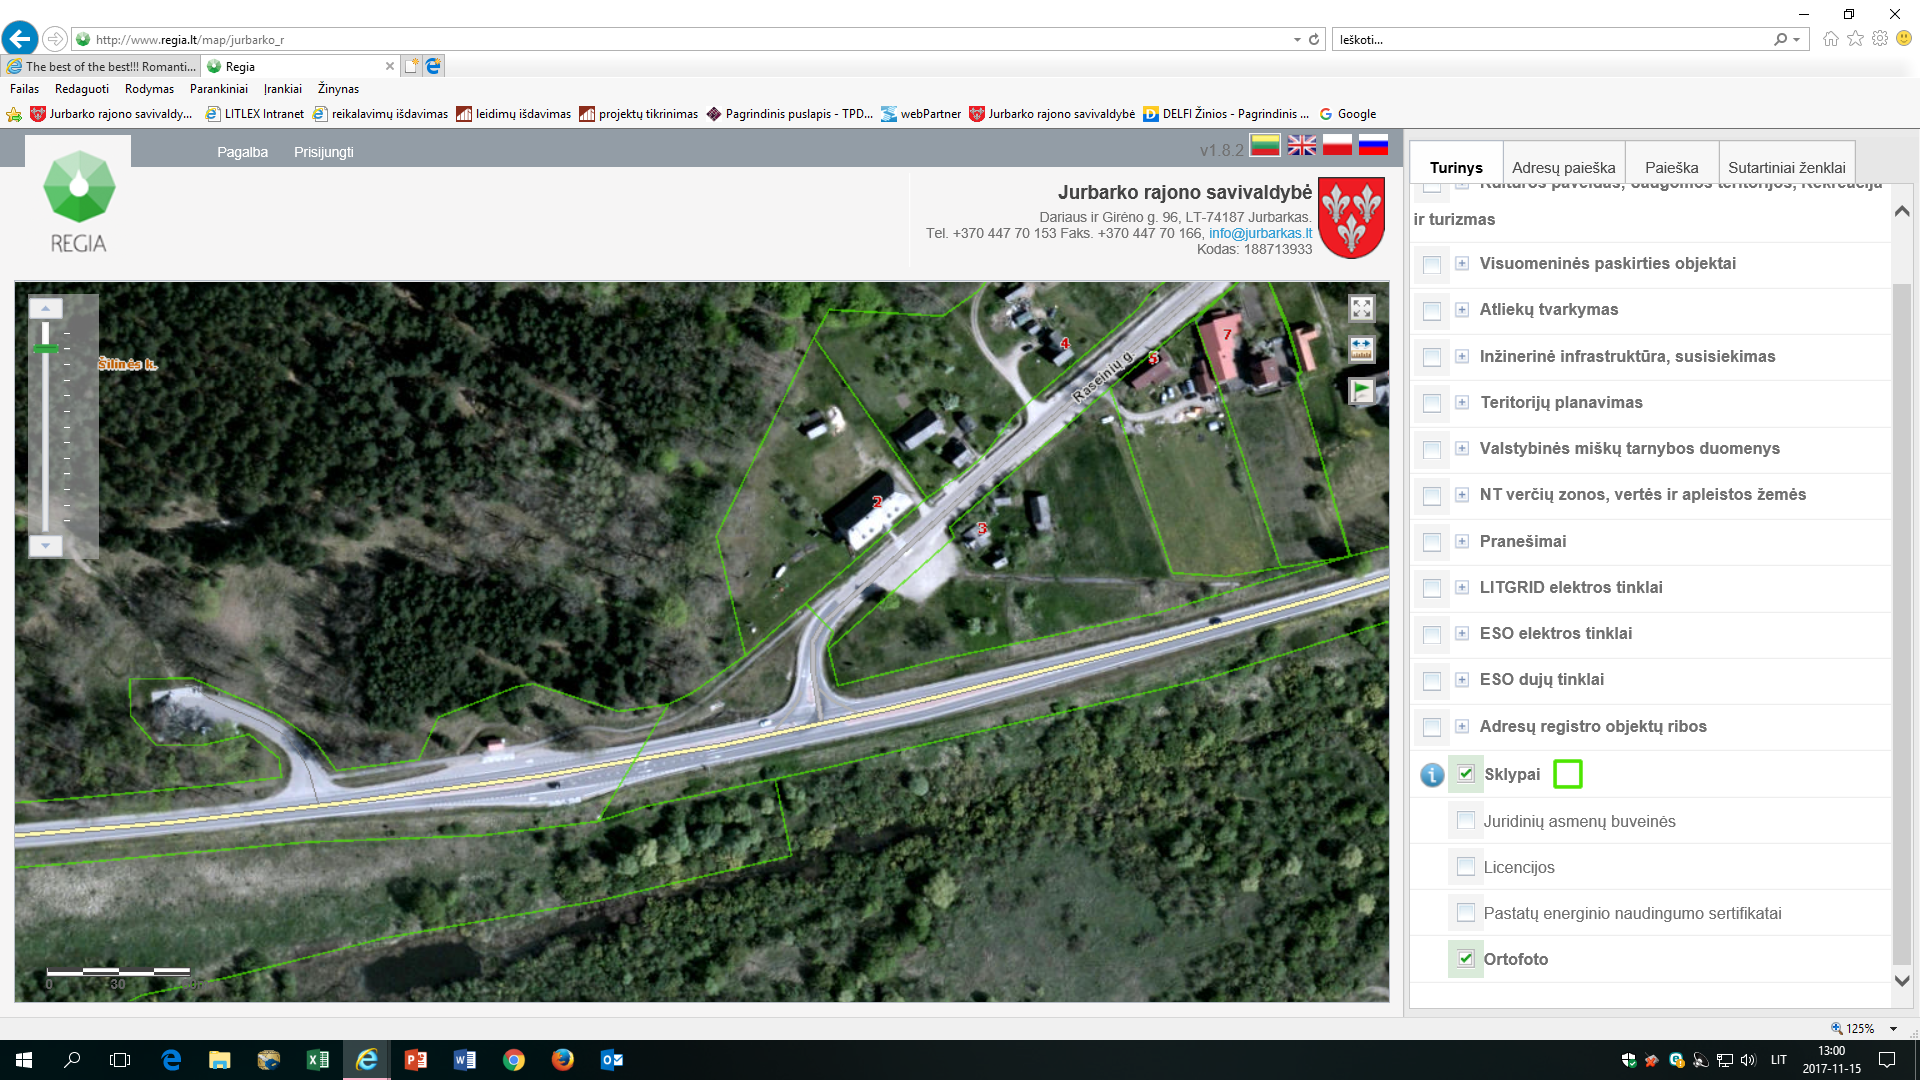 http://www.regia.lt/map/jurbarko_r
Ieškoti...
The best of the best!!! Romanti...
Regia
Failas Redaguoti Rodymas Parankiniai Įrankiai Žinynas
Jurbarko rajono savivaldy... LITLEX Intranet reikalavimų išdavimas leidimų išdavimas projektų tikrinimas Pagrindinis puslapis - TPD... webPartner Jurbarko rajono savivaldybė DELFI Žinios - Pagrindinis ... Google
Pagalba Prisijungti
v1.8.2
REGIA
Jurbarko rajono savivaldybė
Dariaus ir Girėno g. 96, LT-74187 Jurbarkas.
Tel. +370 447 70 153 Faks. +370 447 70 166, info@jurbarkas.lt
Kodas: 188713933
Turinys Adresų paieška Paieška Sutartiniai ženklai
Kultūros paveldas, Saugomos teritorijos, Rekreacija
ir turizmas
Visuomeninės paskirties objektai
Atliekų tvarkymas
Inžinerinė infrastruktūra, susisiekimas
Teritorijų planavimas
Valstybinės miškų tarnybos duomenys
NT verčių zonos, vertės ir apleistos žemės
Pranešimai
LITGRID elektros tinklai
ESO elektros tinklai
ESO dujų tinklai
Adresų registro objektų ribos
Sklypai
Juridinių asmenų buveinės
Licencijos
Pastatų energinio naudingumo sertifikatai
Ortofoto
Šilinės k.
7
4
5
Raseinių g.
2
3
0 30
125%
LIT
13:00
2017-11-15